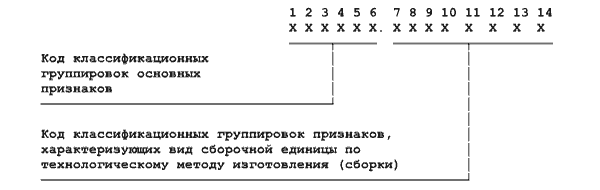 1 2 3 4 5 6 7 8 9 10 11 12 13 14
X X X X X X. X X X X X X X X
Код классификационных
группировок основных
признаков
Код классификационных группировок признаков,
характеризующих вид сборочной единицы по
технологическому методу изготовления (сборки)